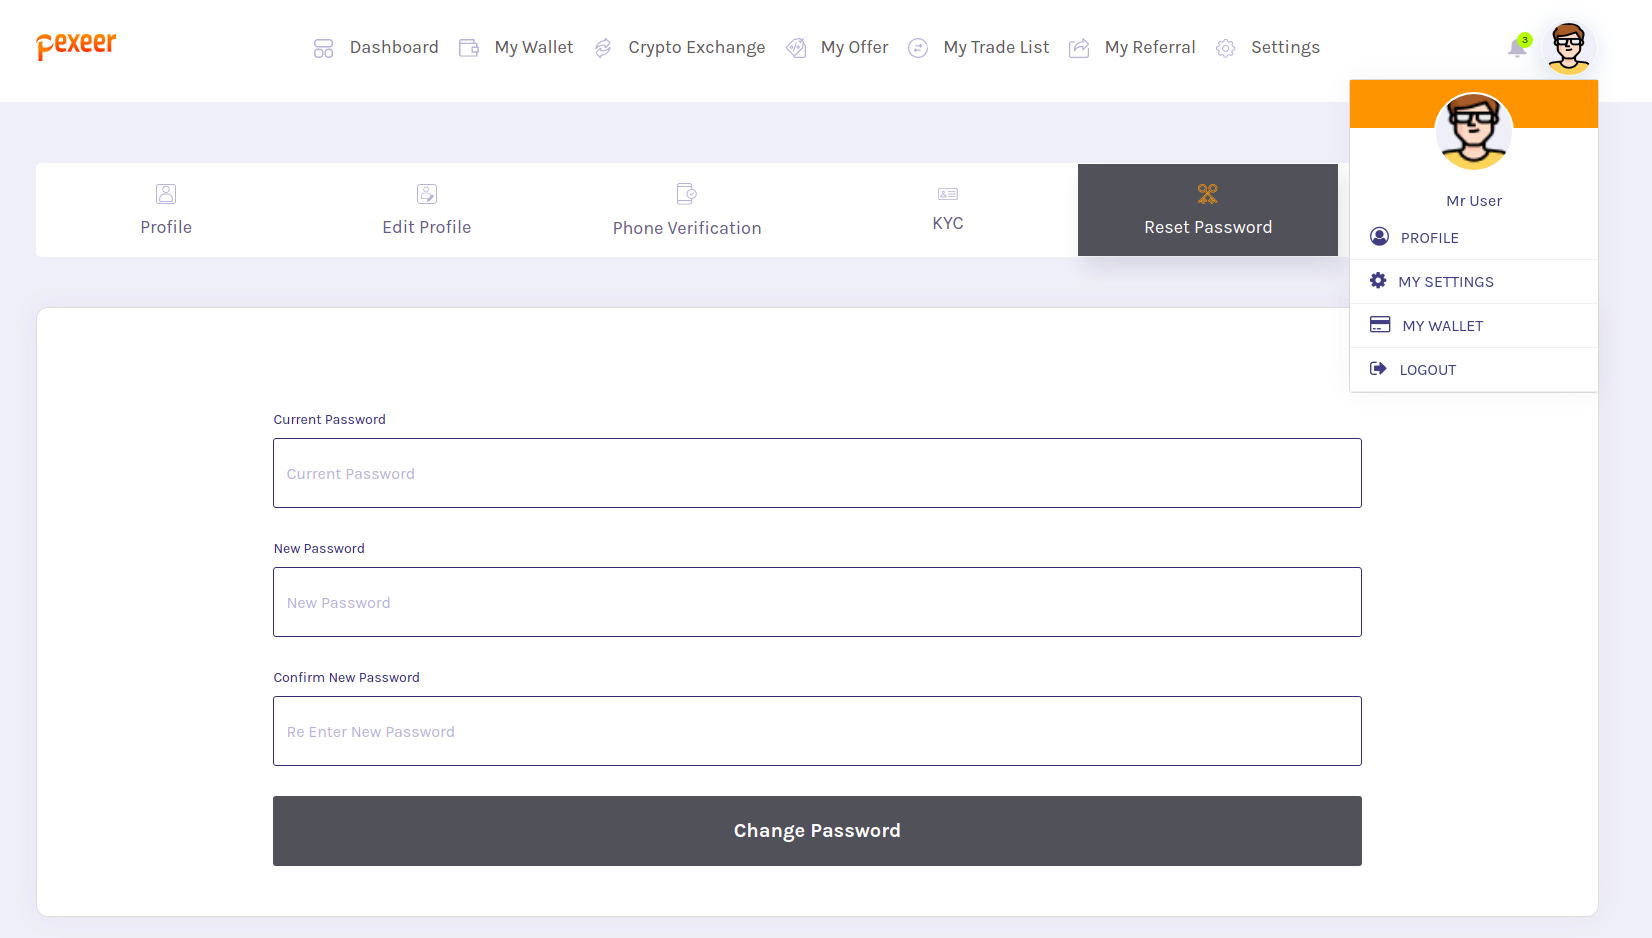 pexeer
Dashboard My Wallet Crypto Exchange My Offer My Trade List My Referral Settings
3
Profile Edit Profile Phone Verification KYC Reset Password
Mr User
PROFILE
MY SETTINGS
MY WALLET
LOGOUT
Current Password
Current Password
New Password
New Password
Confirm New Password
Re Enter New Password
Change Password